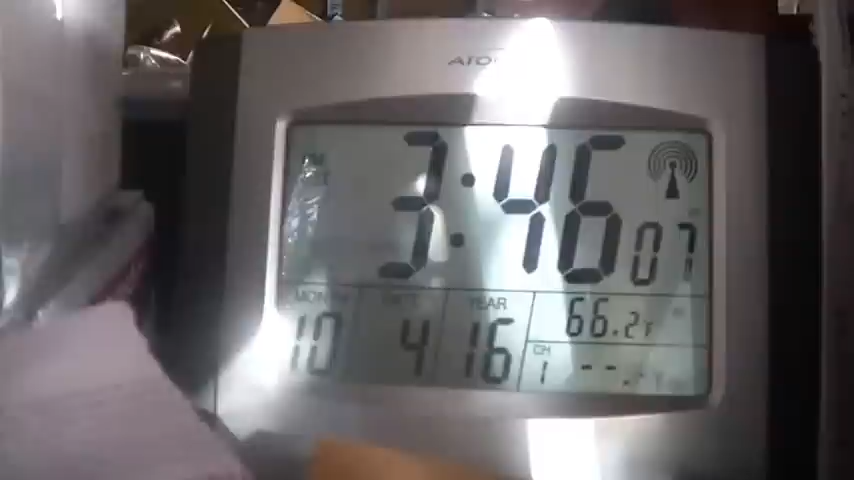 3:46 07
MONTH DATE YEAR
10 4 16
66.2°F
CH
1 --.-